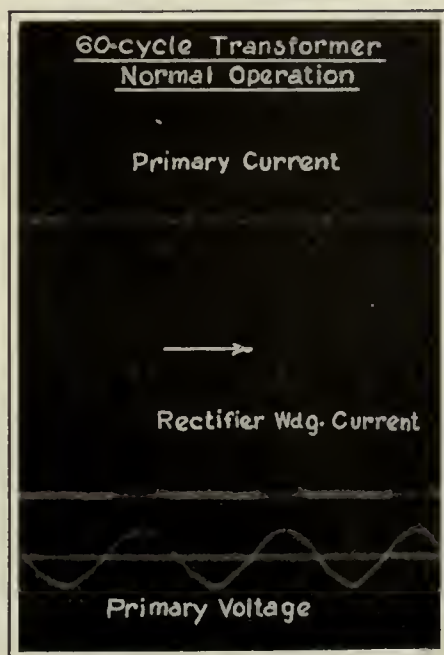 60-cycle Transformer
Normal Operation
Primary Current
Rectifier Wdg. Current
Primary Voltage